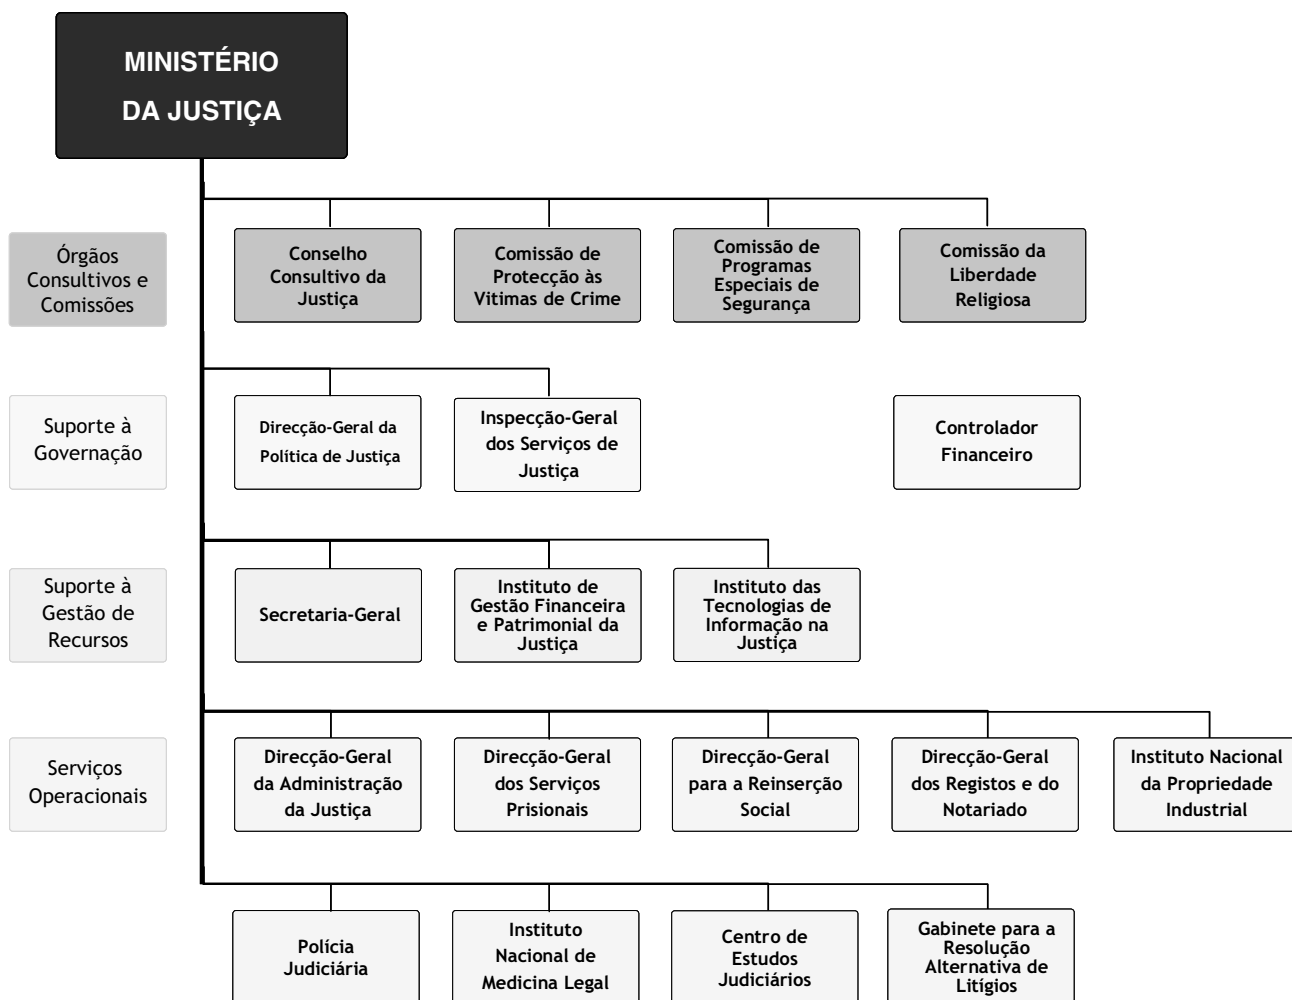 MINISTÉRIO
DA JUSTIÇA
Órgãos
Consultivos e
Comissões
Conselho
Consultivo da
Justiça
Comissão de
Protecção às
Vitimas de Crime
Comissão de
Programas
Especiais de
Segurança
Comissão da
Liberdade
Religiosa
Suporte à
Governação
Direcção-Geral da
Política de Justiça
Inspecção-Geral
dos Serviços de
Justiça
Controlador
Financeiro
Suporte à
Gestão de
Recursos
Secretaria-Geral
Instituto de
Gestão Financeira
e Patrimonial da
Justiça
Instituto das
Tecnologias de
Informação na
Justiça
Serviços
Operacionais
Direcção-Geral
da Administração
da Justiça
Direcção-Geral
dos Serviços
Prisionais
Direcção-Geral
para a Reinserção
Social
Direcção-Geral
dos Registos e do
Notariado
Instituto Nacional
da Propriedade
Industrial
Polícia
Judiciária
Instituto
Nacional de
Medicina Legal
Centro de
Estudos
Judiciários
Gabinete para a
Resolução
Alternativa de
Litígios